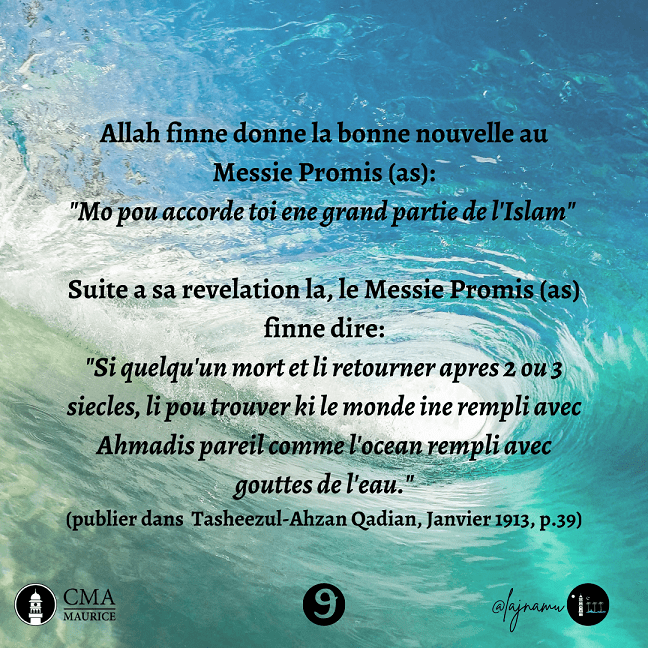 Allah finne donne la bonne nouvelle au
Messie Promis (as):
"Mo pou accorde toi ene grand partie de l'Islam"
Suite a sa revelation la, le Messie Promis (as)
finne dire:
"Si quelqu'un mort et li retourner apres 2 ou 3
siecles, li pou trouver ki le monde ine rempli avec
Ahmadis pareil comme l'ocean rempli avec
gouttes de l'eau."
(publier dans Tasheezul-Ahzan Qadian, Janvier 1913, p.39)
CMA
MAURICE
9
@lajnamu